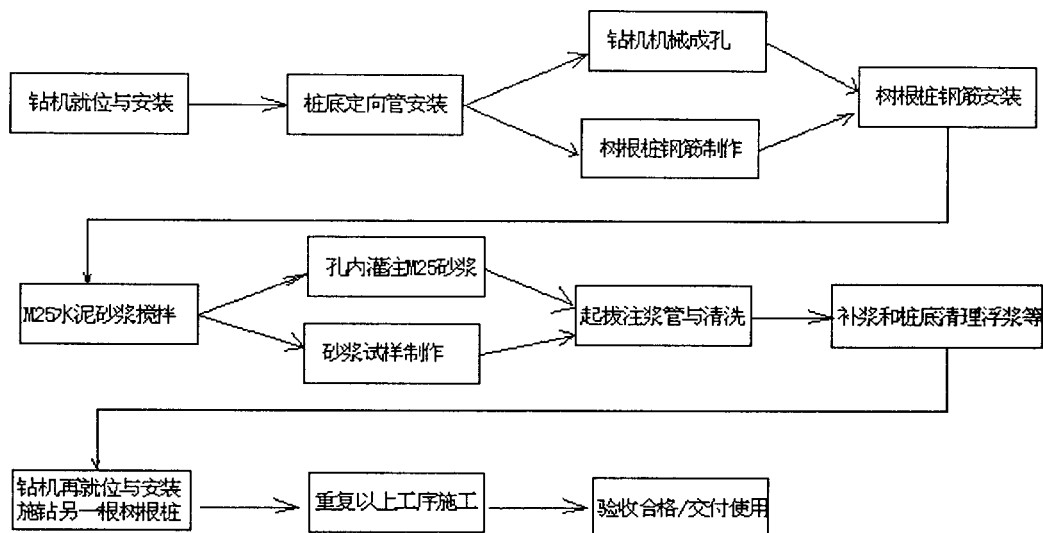 钻机就位与安装
桩底定向管安装
钻机机械成孔
树根桩钢筋制作
树根桩钢筋安装
M25水泥砂浆搅拌
孔内灌注M25砂浆
砂浆试样制作
起拨注浆管与清洗
补浆和桩底清理浮浆等
钻机再就位与安装
施钻另一根树根桩
重复以上工序施工
验收合格/交付使用